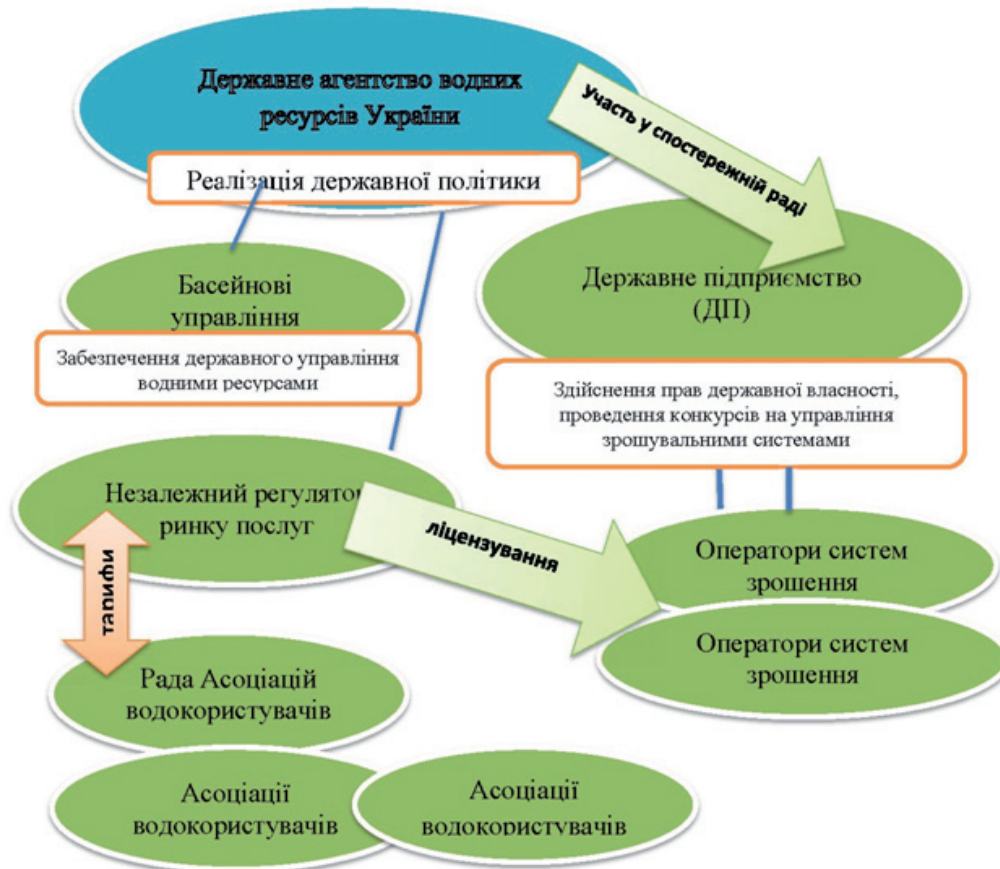 Державне агентство водних
ресурсів України
Реалізація державної політики
Участь у спостережній раді
Басейнові
управління
Забезпечення державного управління
водними ресурсами
Державне підприємство
(ДП)
Здійснення прав державної власності,
проведення конкурсів на управління
зрошувальними системами
Незалежний регулятор
ринку послуг
ліцензування
тарифи
Оператори систем
зрошення
Оператори систем
зрошення
Рада Асоціацій
водокористувачів
Асоціації
водокористувачів
Асоціації
водокористувачів